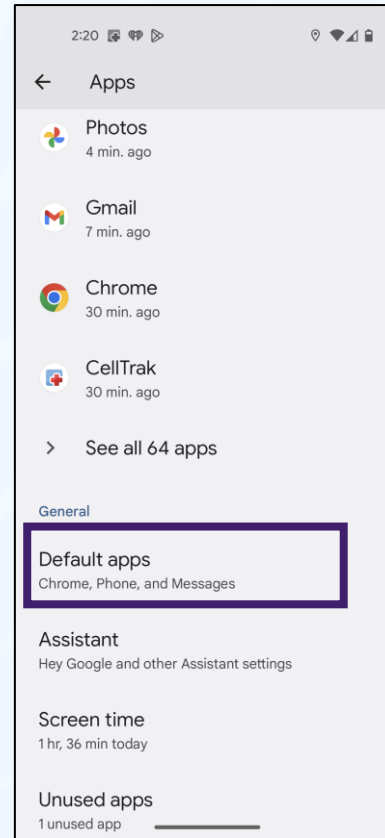 2:20
Apps
Photos
4 min. ago
Gmail
7 min. ago
Chrome
30 min. ago
CellTrak
30 min. ago
See all 64 apps
General
Default apps
Chrome, Phone, and Messages
Assistant
Hey Google and other Assistant settings
Screen time
1 hr, 36 min today
Unused apps
1 unused app